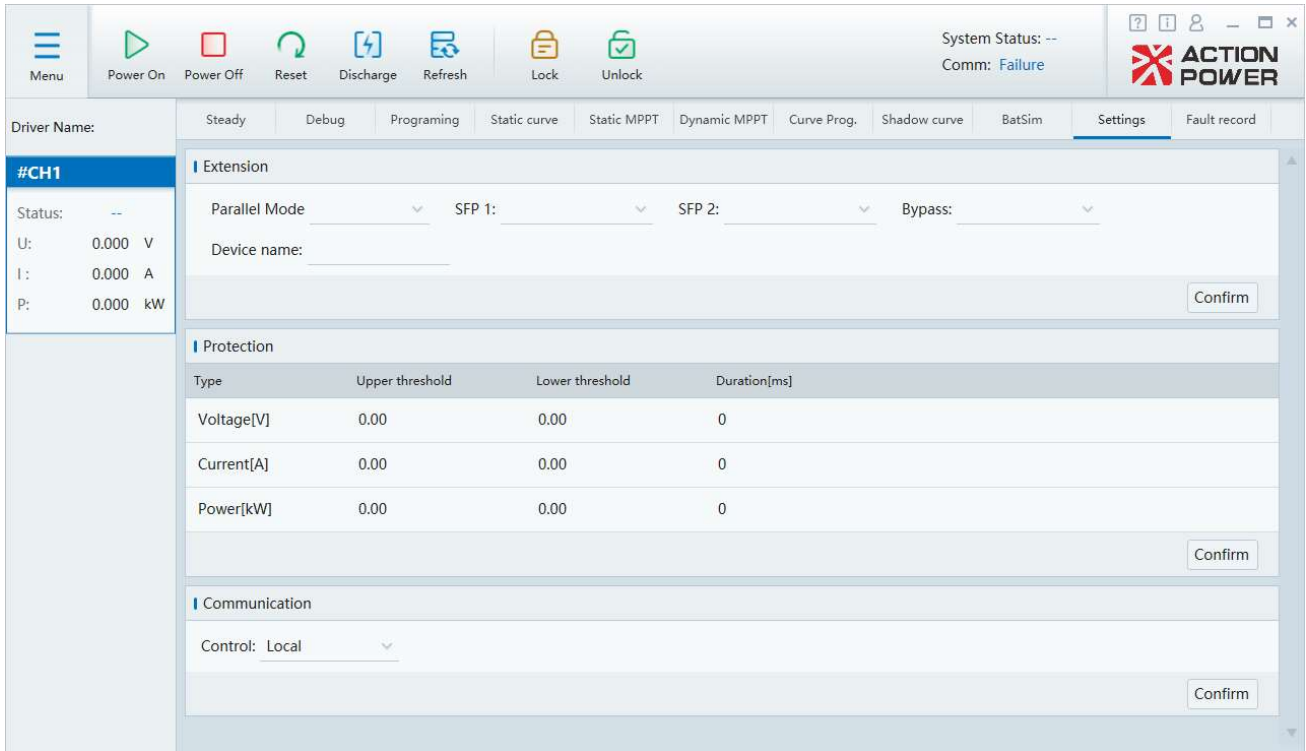 Menu
Power On
Power Off
Reset
Discharge
Refresh
Lock
Unlock
System Status: --
Comm: Failure
ACTION
POWER
Driver Name:
Steady
Debug
Programing
Static curve
Static MPPT
Dynamic MPPT
Curve Prog.
Shadow curve
BatSim
Settings
Fault record
#CH1
Status: --
U: 0.000 V
I : 0.000 A
P: 0.000 kW
Extension
Parallel Mode
SFP 1:
SFP 2:
Bypass:
Device name:
Confirm
Protection
Type Upper threshold Lower threshold Duration[ms]
Voltage[V] 0.00 0.00 0
Current[A] 0.00 0.00 0
Power[kW] 0.00 0.00 0
Confirm
Communication
Control: Local
Confirm